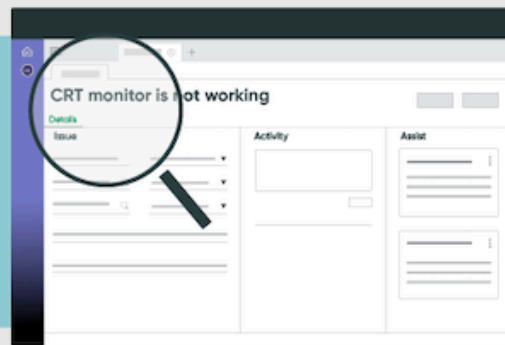 CRT monitor is not working
Details
Issue
Activity
Assist